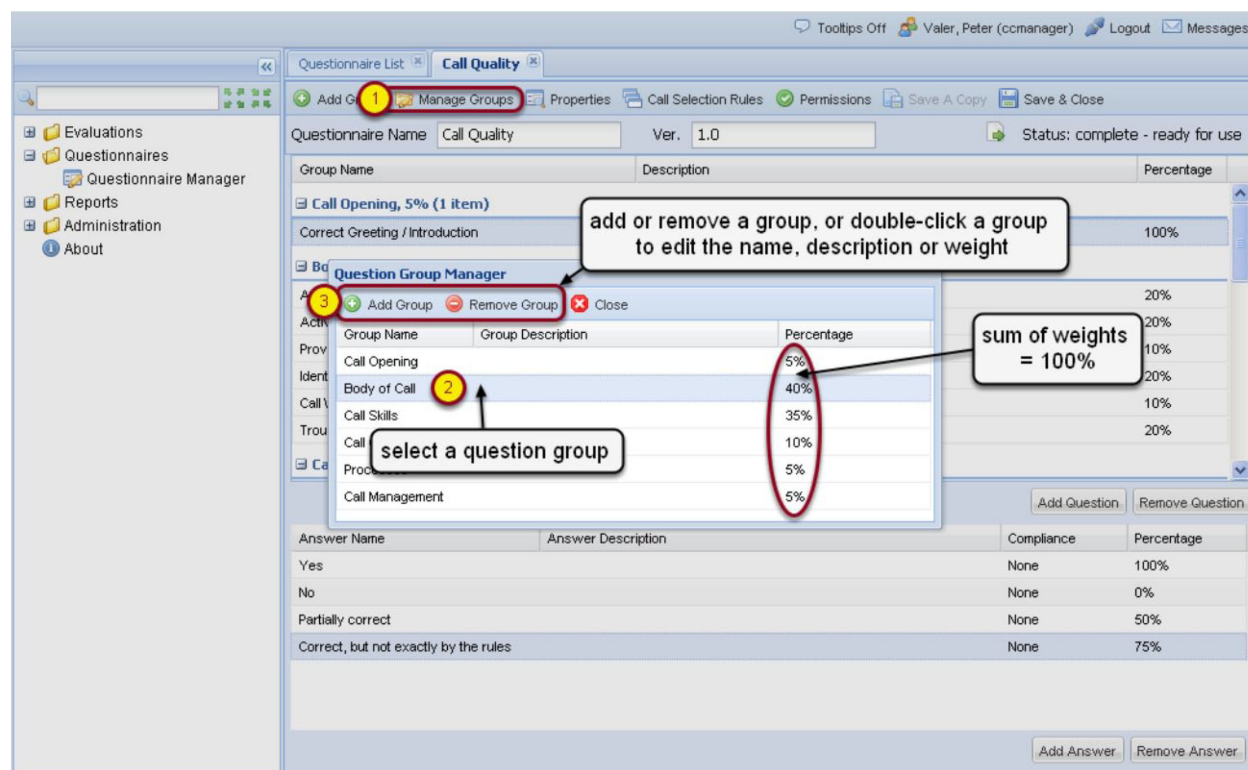 Tooltips Off Valer, Peter (ccmanager) Logout Messages
Questionnaire List Call Quality
Add 1 Manage Groups Properties Call Selection Rules Permissions Save A Copy Save & Close
Evaluations
Questionnaires
Questionnaire Manager
Reports
Administration
About
Questionnaire Name Call Quality Ver. 1.0 Status: complete - ready for use
Group Name Description Percentage
Call Opening, 5% (1 item)
Correct Greeting / Introduction 100%
add or remove a group, or double-click a group
to edit the name, description or weight
20%
20%
10%
20%
10%
20%
Question Group Manager
3 Add Group Remove Group Close
Group Name Group Description Percentage
Call Opening 5%
Body of Call 2 40%
Call Skills 35%
Call 10%
5%
Call Management 5%
select a question group
sum of weights
= 100%
Add Question Remove Question
Answer Name Answer Description Compliance Percentage
Yes None 100%
No None 0%
Partially correct None 50%
Correct, but not exactly by the rules None 75%
Add Answer Remove Answer